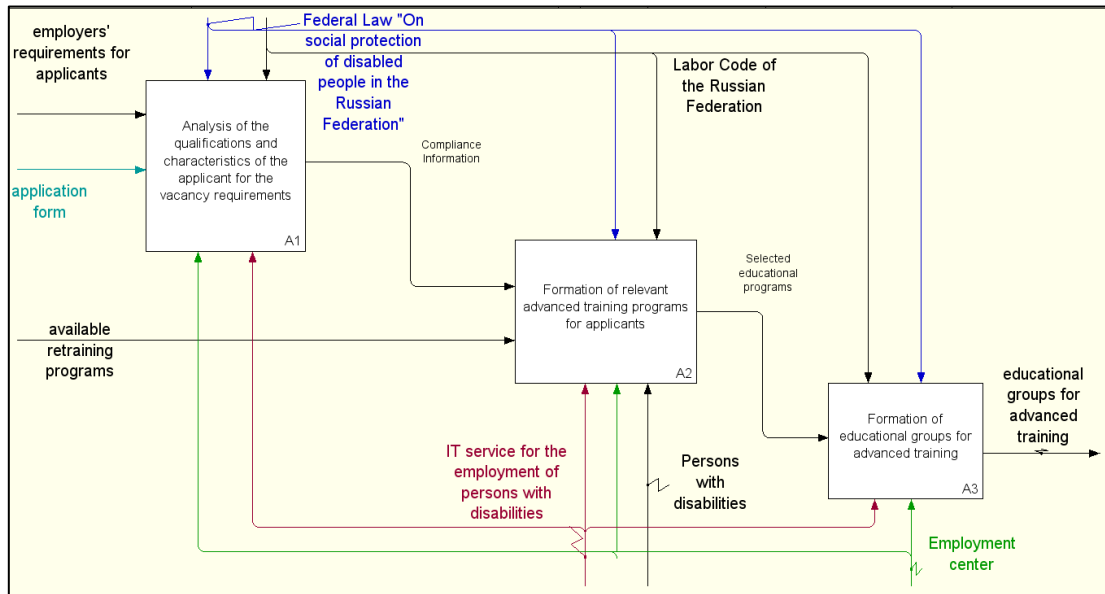 employers'
requirements for
applicants
Federal Law "On
social protection
of disabled
people in the
Russian
Federation"
Labor Code of
the Russian
Federation
Analysis of the
qualifications and
characteristics of the
applicant for the
vacancy requirements
A1
application
form
Compliance
Information
Formation of relevant
advanced training programs
for applicants
A2
Selected
educational
programs
available
retraining
programs
Formation of
educational groups for
advanced training
A3
educational
groups for
advanced
training
IT service for the
employment of
persons with
disabilities
Persons
with
disabilities
Employment
center